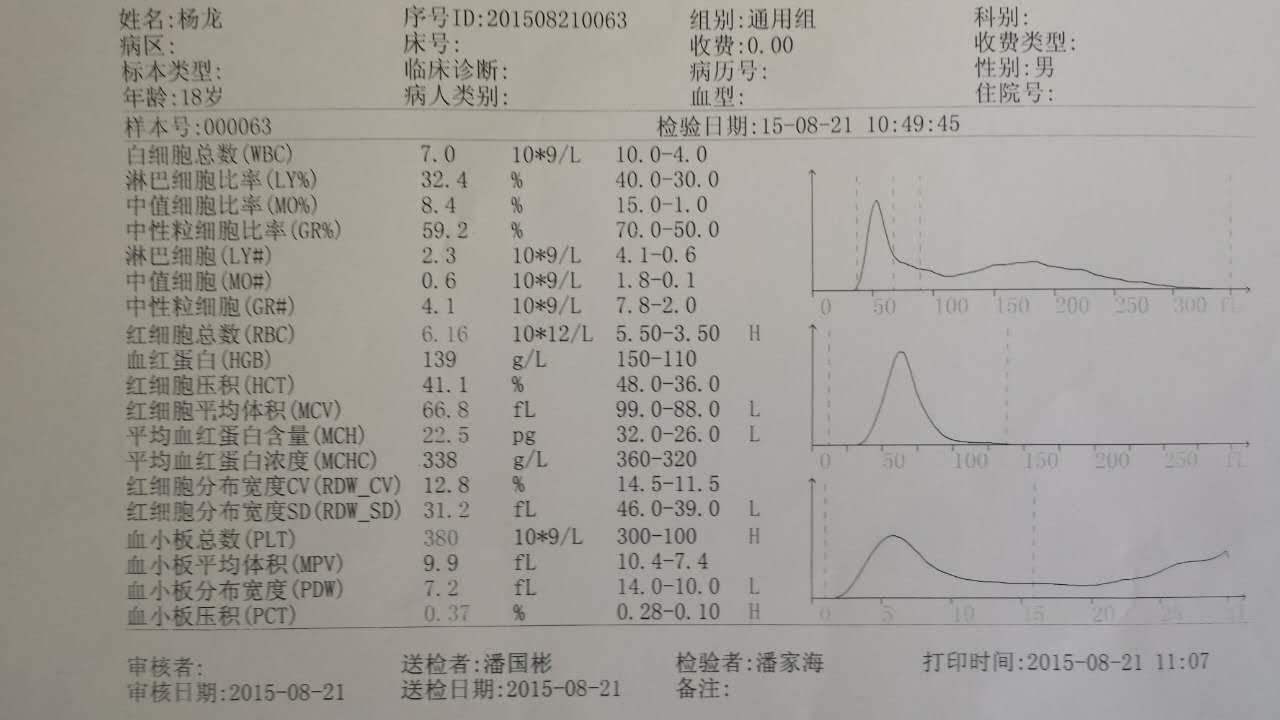 姓名:杨龙 序号ID:201508210063 组别:通用组 科别:
病区: 床号: 收费:0.00 收费类型:
标本类型: 临床诊断: 病历号: 性别:男
年龄:18岁 病人类别: 血型: 住院号:
样本号:000063 检验日期:15-08-21 10:49:45
白细胞总数(WBC) 7.0 10*9/L 10.0-4.0
淋巴细胞比率(LY%) 32.4 % 40.0-30.0
中值细胞比率(MO%) 8.4 % 15.0-1.0
中性粒细胞比率(GR%) 59.2 % 70.0-50.0
淋巴细胞(LY#) 2.3 10*9/L 4.1-0.6
中值细胞(MO#) 0.6 10*9/L 1.8-0.1
中性粒细胞(GR#) 4.1 10*9/L 7.8-2.0
0 50 100 150 200 250 300 fL
红细胞总数(RBC) 6.16 10*12/L 5.50-3.50 H
血红蛋白(HGB) 139 g/L 150-110
红细胞压积(HCT) 41.1 % 48.0-36.0
红细胞平均体积(MCV) 66.8 fL 99.0-88.0 L
平均血红蛋白含量(MCH) 22.5 pg 32.0-26.0 L
平均血红蛋白浓度(MCHC) 338 g/L 360-320
0 50 100 150 200 250 fL
红细胞分布宽度CV(RDW_CV) 12.8 % 14.5-11.5
红细胞分布宽度SD(RDW_SD) 31.2 fL 46.0-39.0 L
血小板总数(PLT) 380 10*9/L 300-100 H
血小板平均体积(MPV) 9.9 fL 10.4-7.4
血小板分布宽度(PDW) 7.2 fL 14.0-10.0 L
血小板压积(PCT) 0.37 % 0.28-0.10 H
0 5 10 15 20 25 fL
审核者: 送检者:潘国彬 检验者:潘家海 打印时间:2015-08-21 11:07
审核日期:2015-08-21 送检日期:2015-08-21 备注: